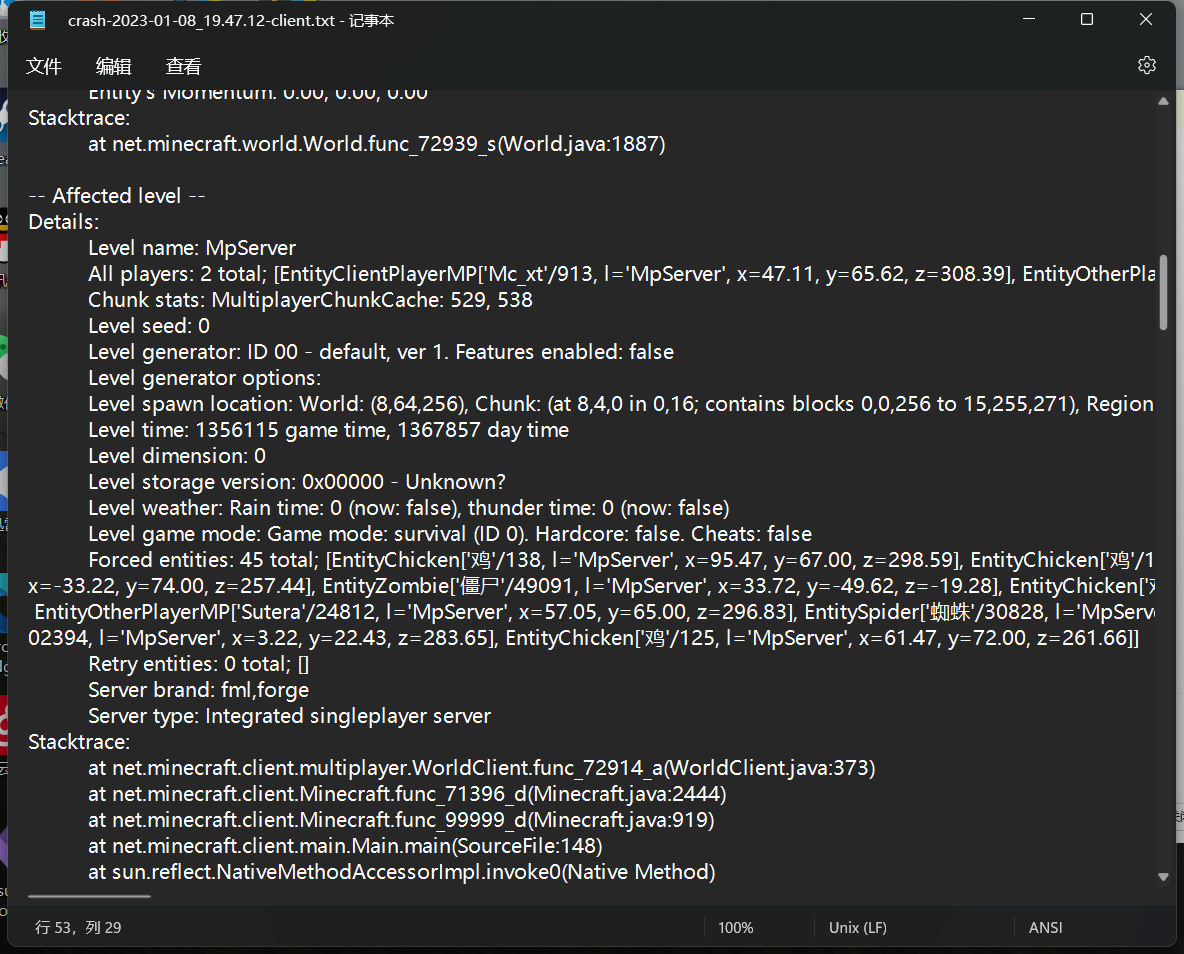 crash-2023-01-08_19.47.12-client.txt - 记事本
文件 编辑 查看
Entity's Momentum: 0.00, 0.00, 0.00
Stacktrace:
at net.minecraft.world.World.func_72939_s(World.java:1887)
-- Affected level --
Details:
Level name: MpServer
All players: 2 total; [EntityClientPlayerMP['Mc_xt'/913, l='MpServer', x=47.11, y=65.62, z=308.39], EntityOtherPla
Chunk stats: MultiplayerChunkCache: 529, 538
Level seed: 0
Level generator: ID 00 - default, ver 1. Features enabled: false
Level generator options:
Level spawn location: World: (8,64,256), Chunk: (at 8,4,0 in 0,16; contains blocks 0,0,256 to 15,255,271), Region
Level time: 1356115 game time, 1367857 day time
Level dimension: 0
Level storage version: 0x00000 - Unknown?
Level weather: Rain time: 0 (now: false), thunder time: 0 (now: false)
Level game mode: Game mode: survival (ID 0). Hardcore: false. Cheats: false
Forced entities: 45 total; [EntityChicken['鸡'/138, l='MpServer', x=95.47, y=67.00, z=298.59], EntityChicken['鸡'/1
x=-33.22, y=74.00, z=257.44], EntityZombie['僵尸'/49091, l='MpServer', x=33.72, y=-49.62, z=-19.28], EntityChicken['
EntityOtherPlayerMP['Sutera'/24812, l='MpServer', x=57.05, y=65.00, z=296.83], EntitySpider['蜘蛛'/30828, l='MpServe
02394, l='MpServer', x=3.22, y=22.43, z=283.65], EntityChicken['鸡'/125, l='MpServer', x=61.47, y=72.00, z=261.66]]
Retry entities: 0 total; []
Server brand: fml,forge
Server type: Integrated singleplayer server
Stacktrace:
at net.minecraft.client.multiplayer.WorldClient.func_72914_a(WorldClient.java:373)
at net.minecraft.client.Minecraft.func_71396_d(Minecraft.java:2444)
at net.minecraft.client.Minecraft.func_99999_d(Minecraft.java:919)
at net.minecraft.client.main.Main.main(SourceFile:148)
at sun.reflect.NativeMethodAccessorImpl.invoke0(Native Method)
行 53，列 29 100% Unix (LF) ANSI